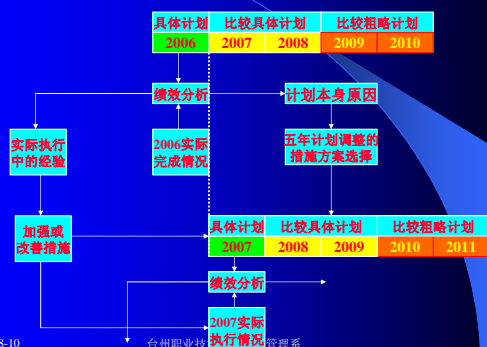 具体计划 比较具体计划 比较粗略计划
2006 2007 2008 2009 2010
绩效分析 计划本身原因
实际执行
中的经验
2006实际
完成情况
五年计划调整的
措施方案选择
加强或
改善措施
具体计划 比较具体计划 比较粗略计划
2007 2008 2009 2010 2011
绩效分析
2007实际
执行情况
8-10 台州职业技 管理系